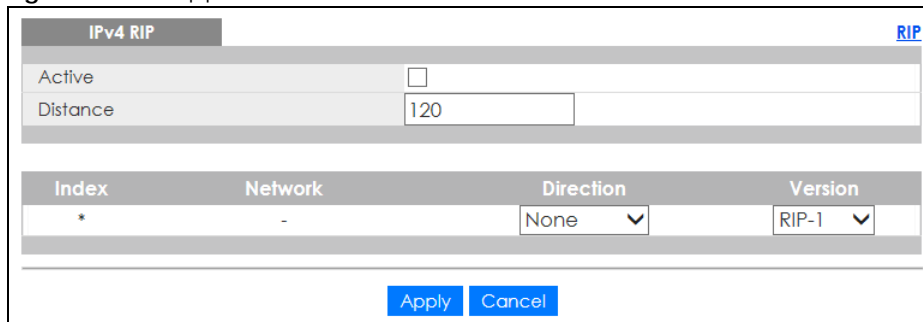 IPv4 RIP RIP
Active
Distance 120
Index Network Direction Version
* - None RIP-1
Apply Cancel